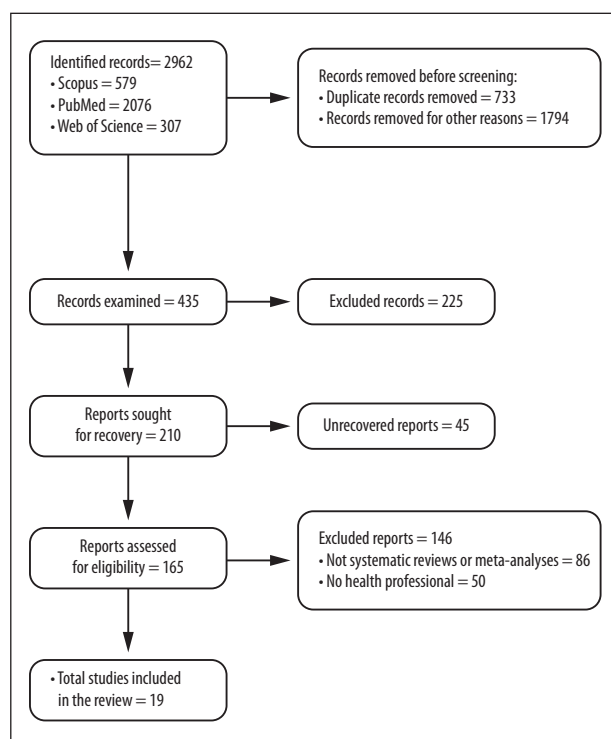 Identified records= 2962
• Scopus = 579
• PubMed = 2076
• Web of Science = 307
Records removed before screening:
• Duplicate records removed = 733
• Records removed for other reasons = 1794
Records examined = 435
Excluded records = 225
Reports sought
for recovery = 210
Unrecovered reports = 45
Reports assessed
for eligibility = 165
Excluded reports = 146
• Not systematic reviews or meta-analyses = 86
• No health professional = 50
• Total studies included
in the review = 19